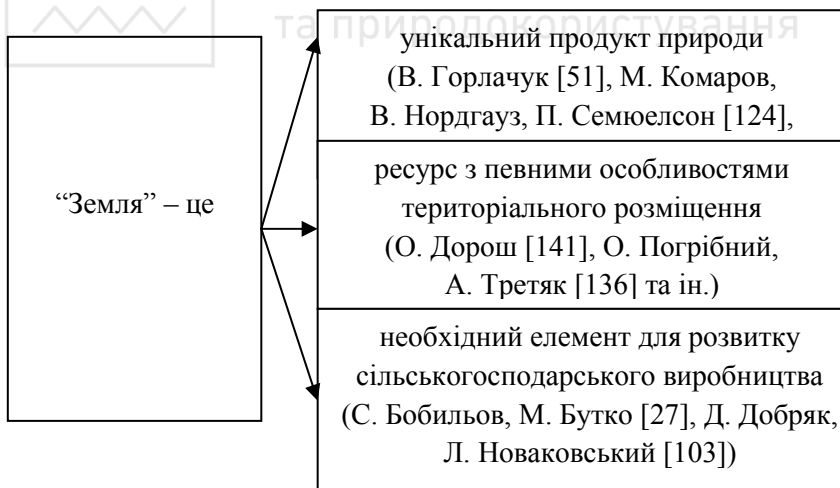 та природокористування
унікальний продукт природи
(В. Горлачук [51], М. Комаров,
В. Нордгауз, П. Семюелсон [124],
“Земля” – це
ресурс з певними особливостями
територіального розміщення
(О. Дорош [141], О. Погрібний,
А. Третяк [136] та ін.)
необхідний елемент для розвитку
сільськогосподарського виробництва
(С. Бобильов, М. Бутко [27], Д. Добряк,
Л. Новаковський [103])